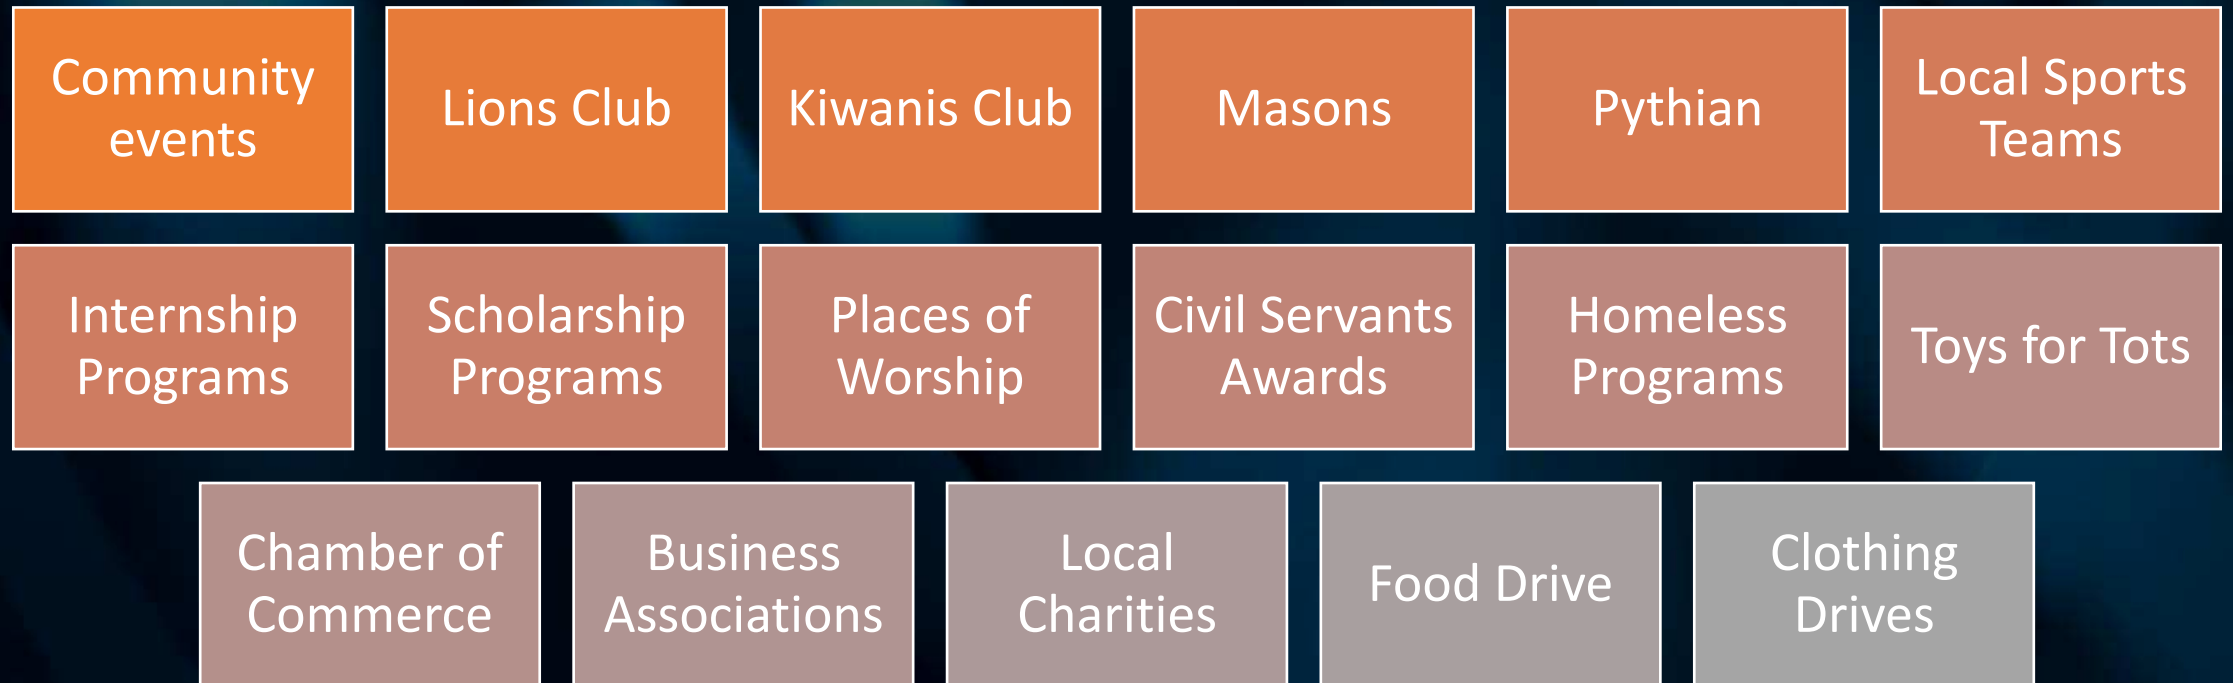 Community
events
Lions Club
Kiwanis Club
Masons
Pythian
Local Sports
Teams
Internship
Programs
Scholarship
Programs
Places of
Worship
Civil Servants
Awards
Homeless
Programs
Toys for Tots
Chamber of
Commerce
Business
Associations
Local
Charities
Food Drive
Clothing
Drives